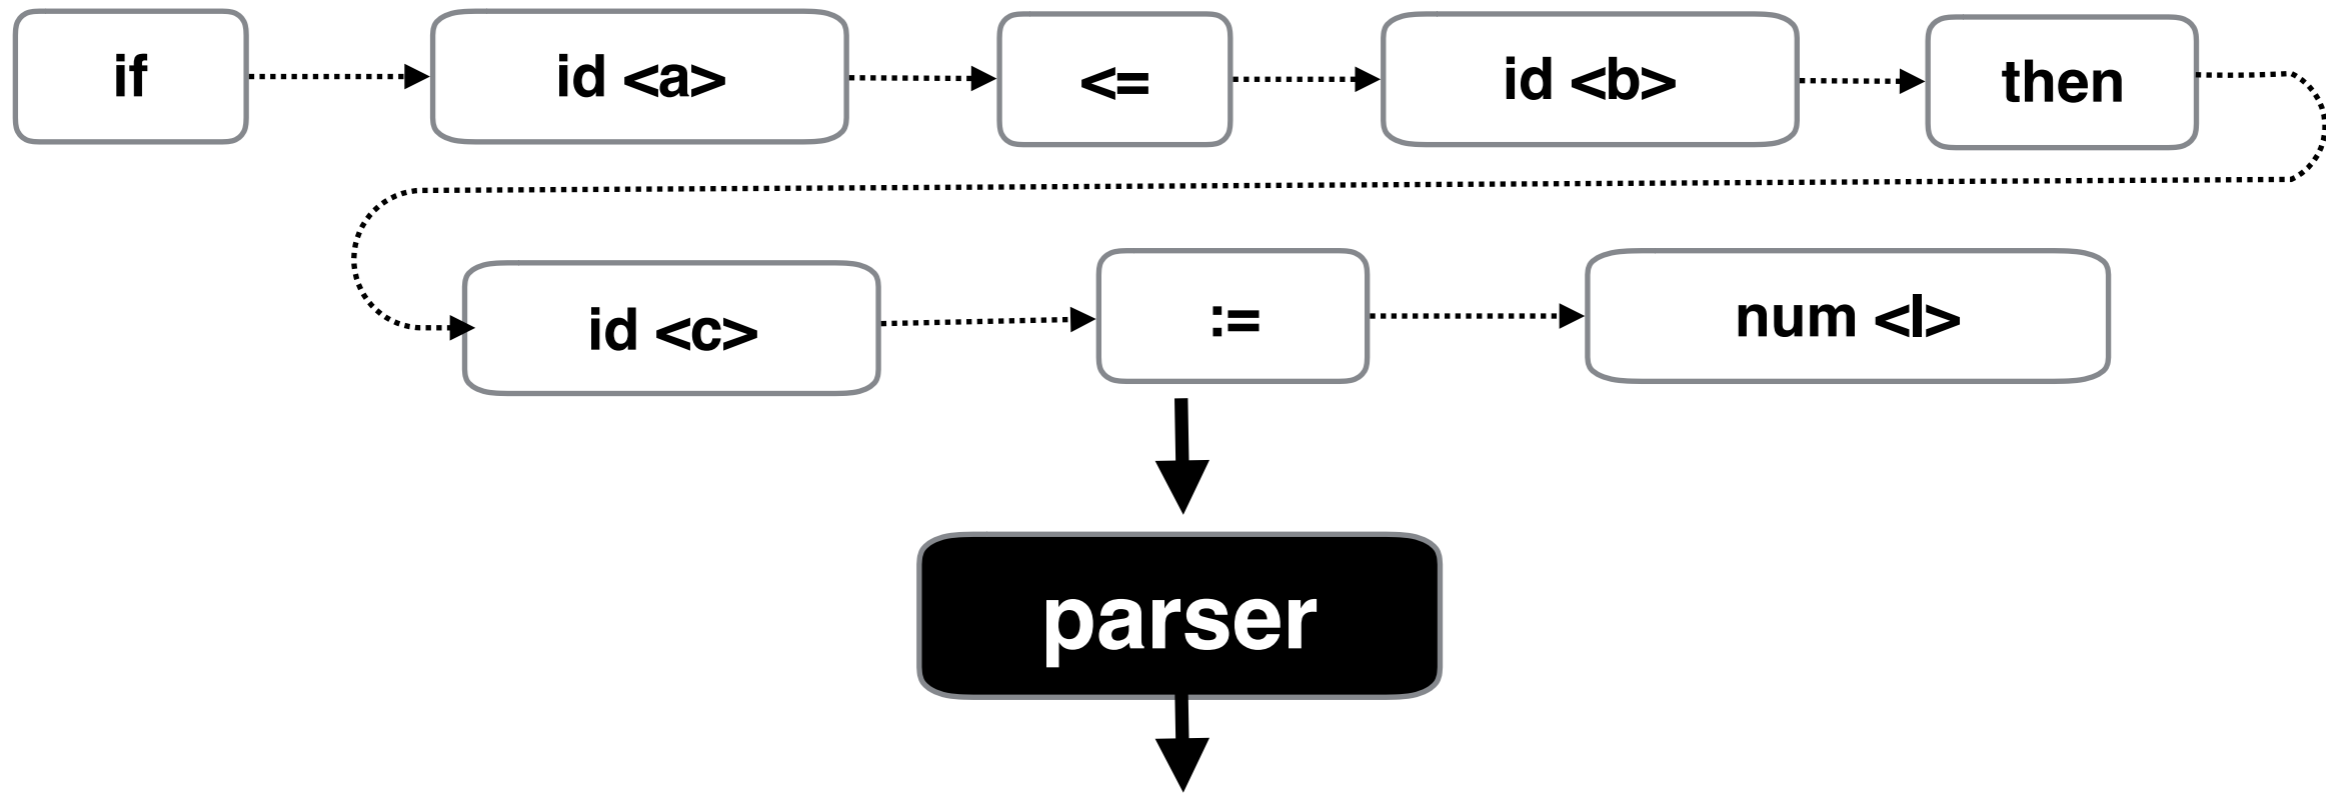 if id <a> <= id <b> then
id <c> := num <l>
parser